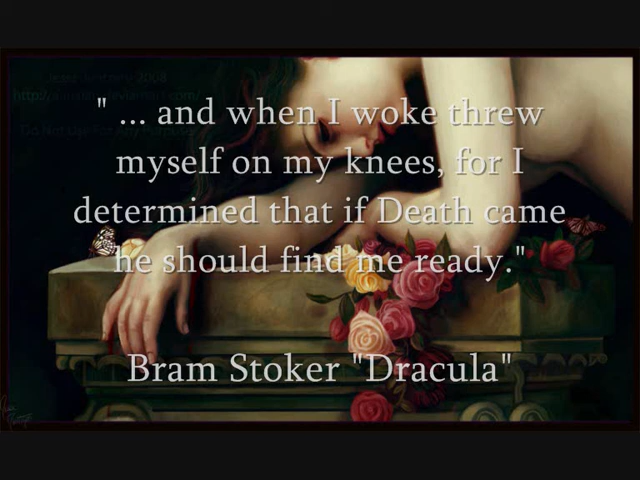 " ... and when I woke threw
myself on my knees, for I
determined that if Death came
he should find me ready."
Bram Stoker "Dracula"